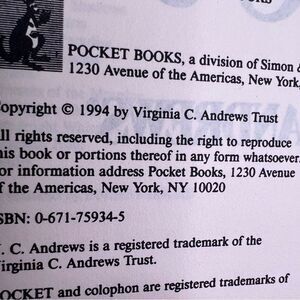 POCKET BOOKS, a division of Simon &
1230 Avenue of the Americas, New York,
opyright © 1994 by Virginia C. Andrews Trust
ll rights reserved, including the right to reproduce
his book or portions thereof in any form whatsoever.
or information address Pocket Books, 1230 Avenue
f the Americas, New York, NY 10020
SBN: 0-671-75934-5
. C. Andrews is a registered trademark of the
irginia C. Andrews Trust.
OCKET and colophon are registered trademarks of